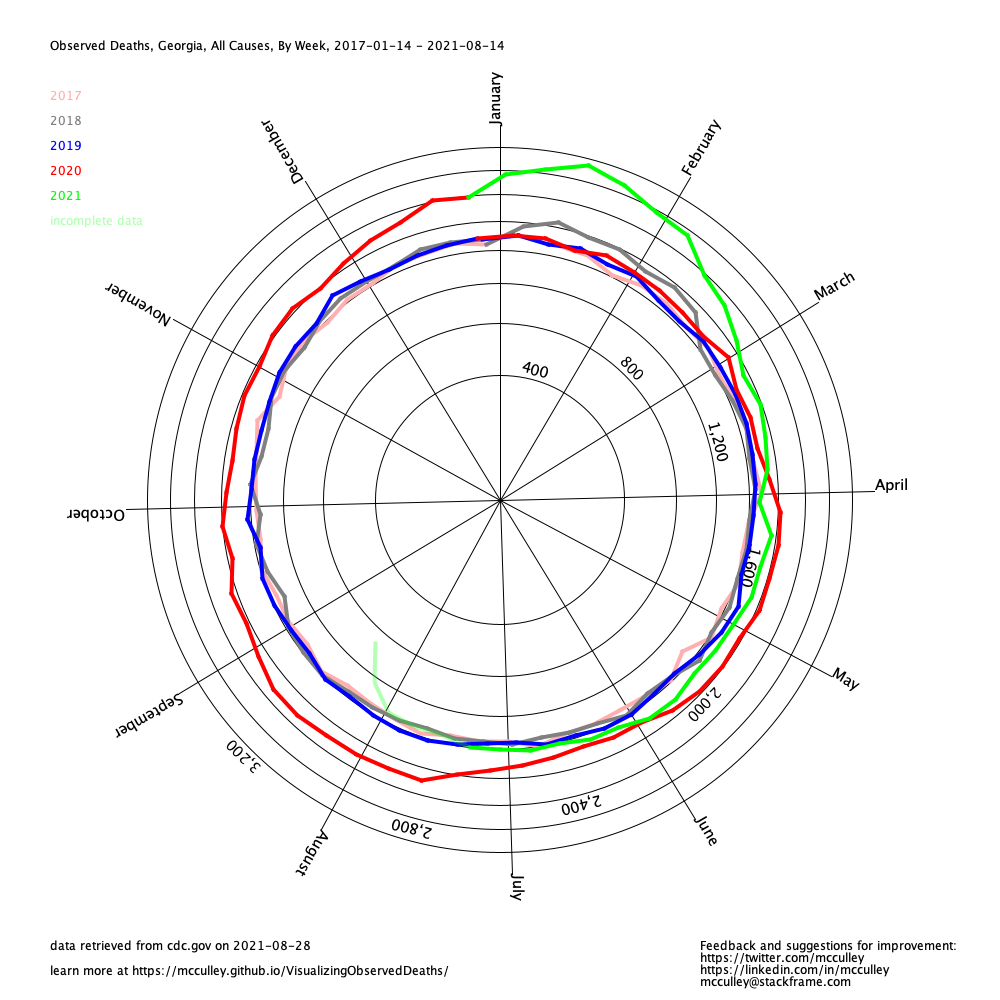 Observed Deaths, Georgia, All Causes, By Week, 2017-01-14 - 2021-08-14
2017
2018
2019
2020
2021
incomplete data
January
February
March
April
May
June
July
August
September
October
November
December
400
800
1,200
1,600
2,000
2,400
2,800
3,200
data retrieved from cdc.gov on 2021-08-28
learn more at https://mcculley.github.io/VisualizingObservedDeaths/
Feedback and suggestions for improvement:
https://twitter.com/mcculley
https://linkedin.com/in/mcculley
mcculley@stackframe.com